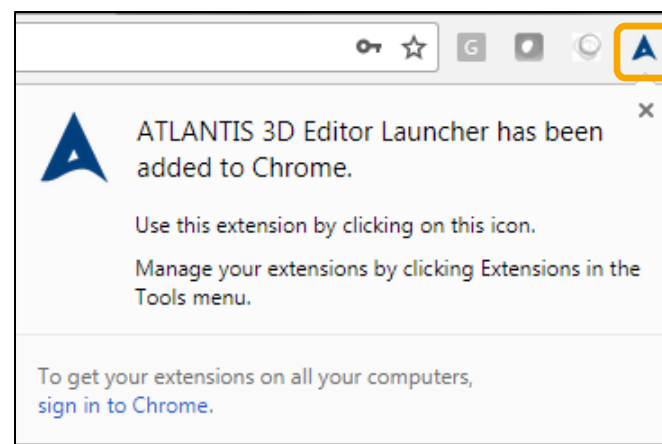 G
ATLANTIS 3D Editor Launcher has been
added to Chrome.
Use this extension by clicking on this icon.
Manage your extensions by clicking Extensions in the
Tools menu.
To get your extensions on all your computers,
sign in to Chrome.